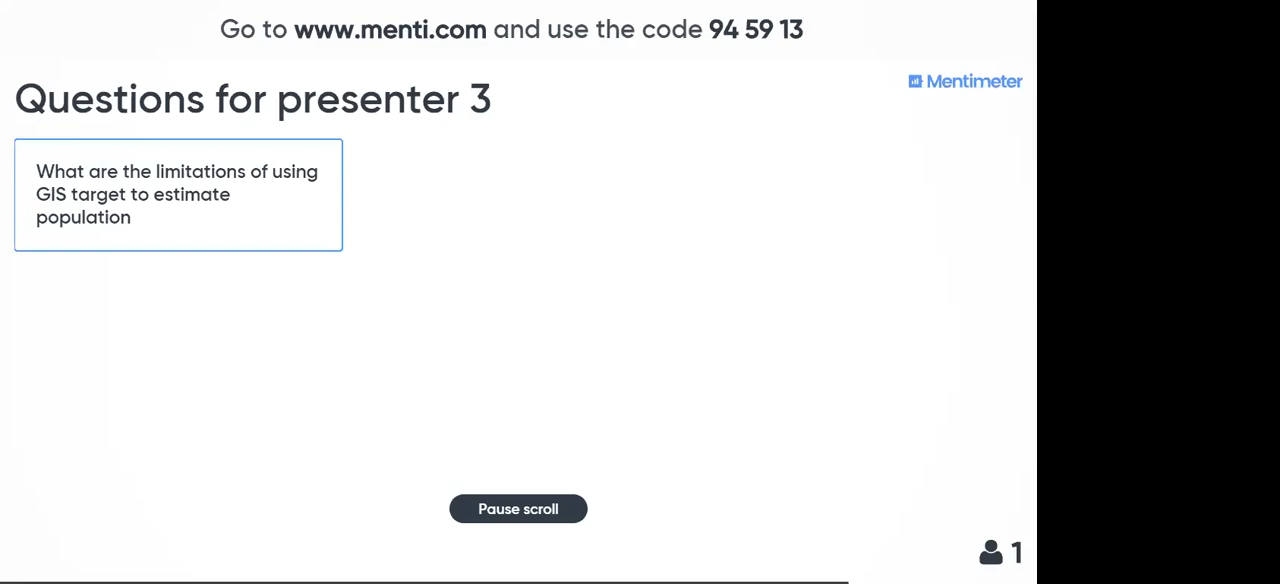 Go to www.menti.com and use the code 94 59 13
Mentimeter
Questions for presenter 3
What are the limitations of using
GIS target to estimate
population
Pause scroll
1